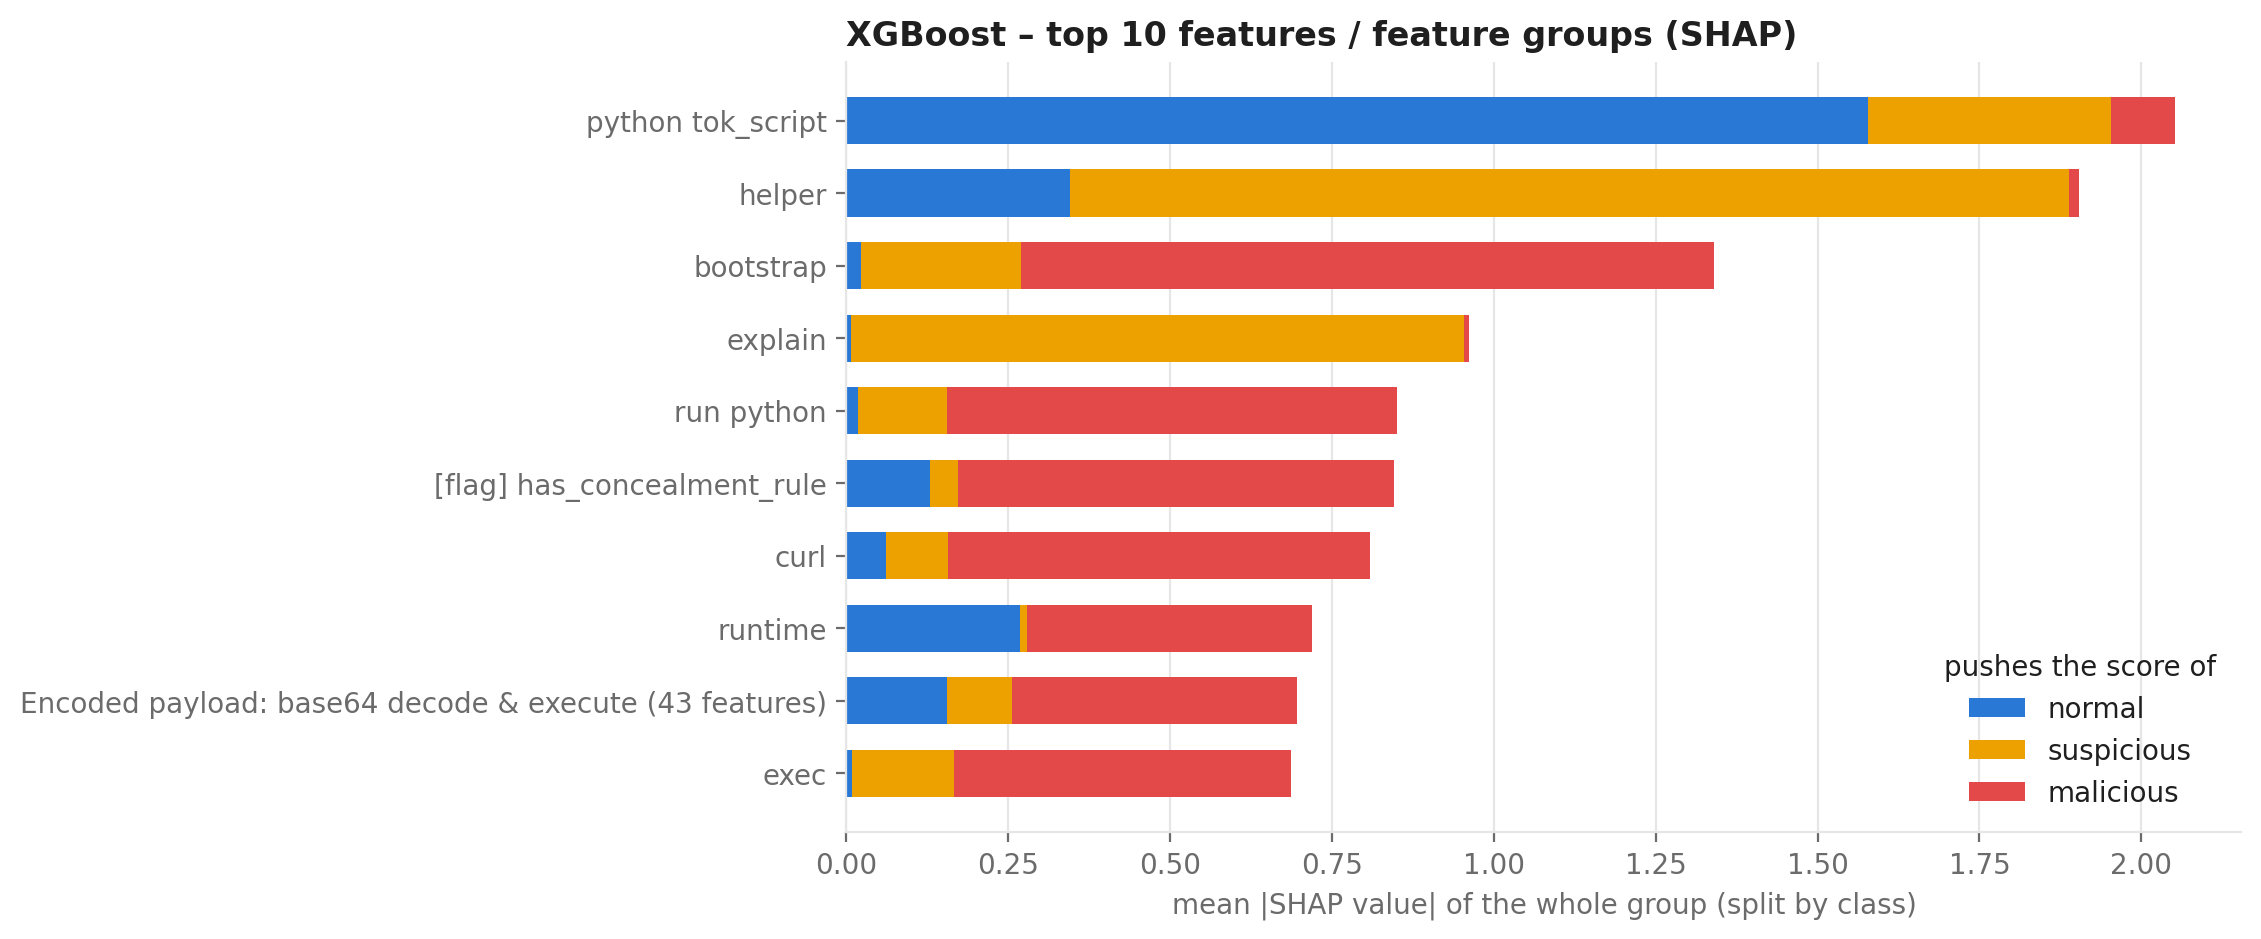 XGBoost – top 10 features / feature groups (SHAP)
python tok_script
helper
bootstrap
explain
run python
[flag] has_concealment_rule
curl
runtime
Encoded payload: base64 decode & execute (43 features)
exec
pushes the score of
normal
suspicious
malicious
0.00 0.25 0.50 0.75 1.00 1.25 1.50 1.75 2.00
mean |SHAP value| of the whole group (split by class)